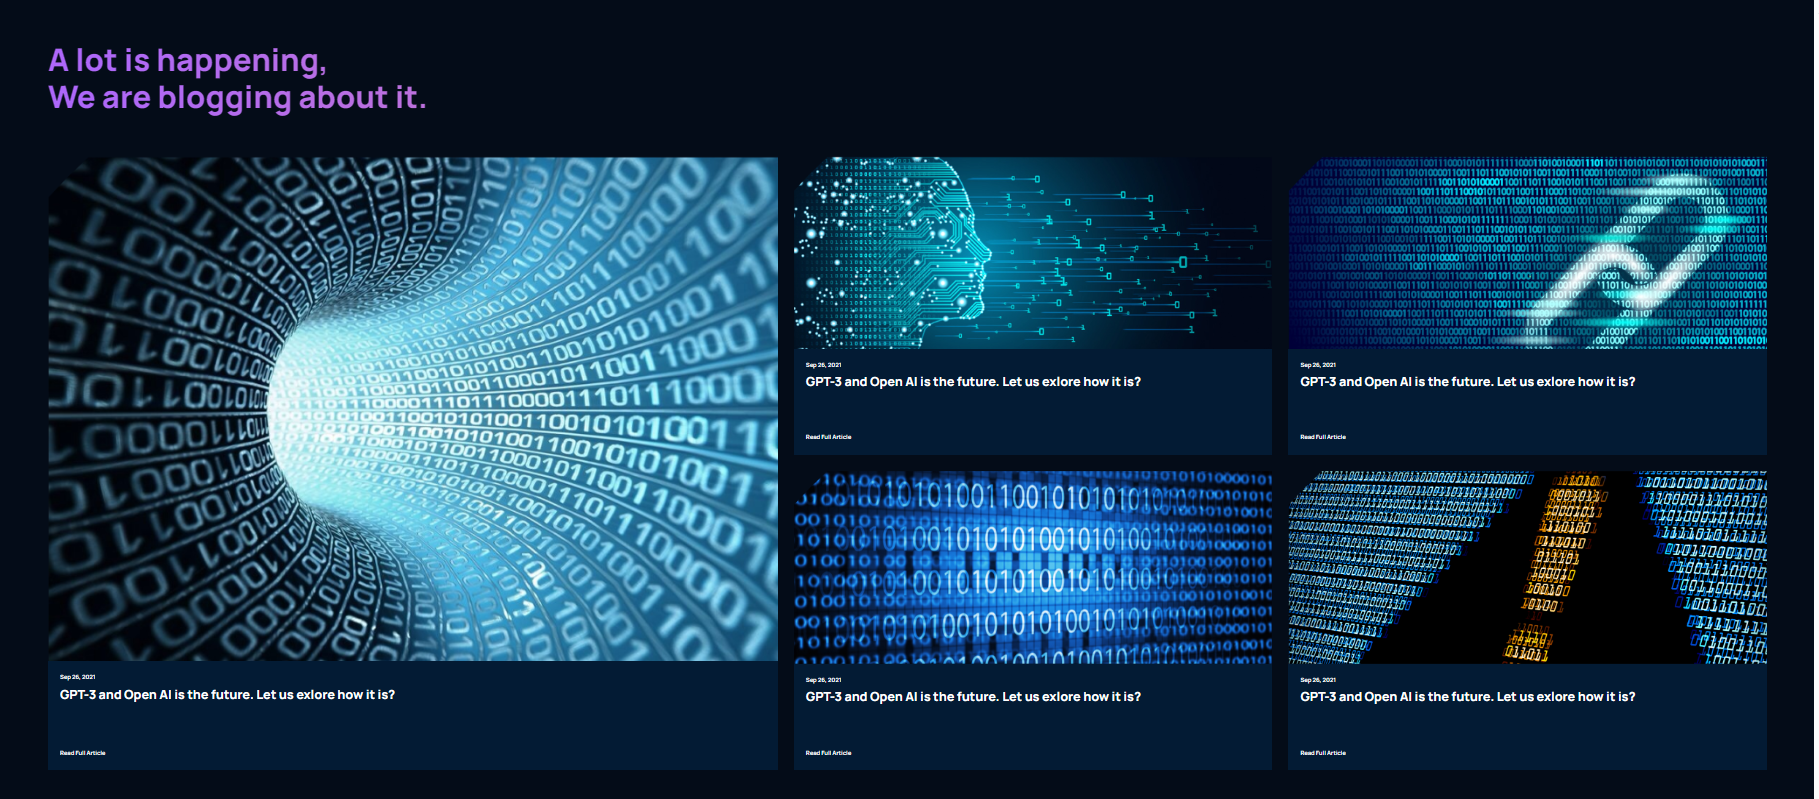 A lot is happening,
We are blogging about it.
Sep 26, 2021
GPT-3 and Open AI is the future. Let us exlore how it is?
Read Full Article
Sep 26, 2021
GPT-3 and Open AI is the future. Let us exlore how it is?
Read Full Article
Sep 26, 2021
GPT-3 and Open AI is the future. Let us exlore how it is?
Read Full Article
Sep 26, 2021
GPT-3 and Open AI is the future. Let us exlore how it is?
Read Full Article
Sep 26, 2021
GPT-3 and Open AI is the future. Let us exlore how it is?
Read Full Article